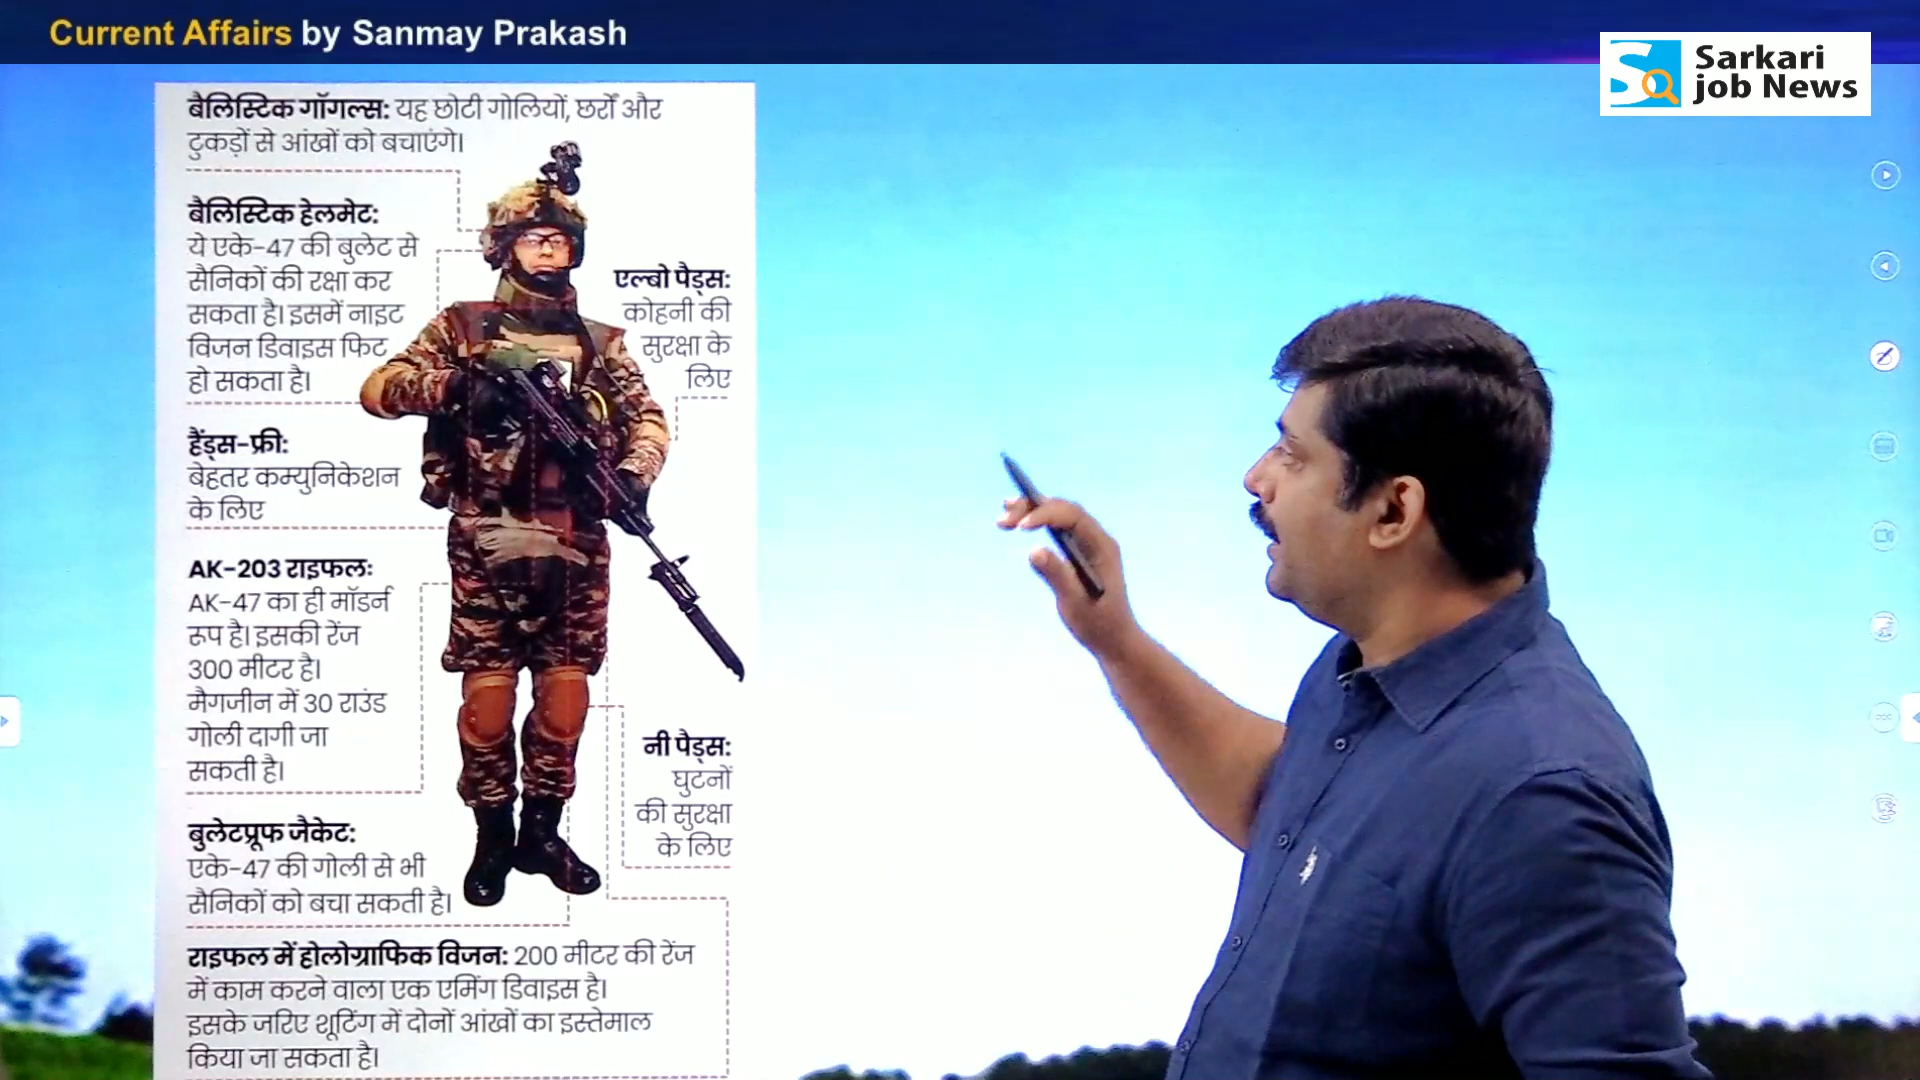 Current Affairs by Sanmay Prakash
Sarkari
job News
बैलिस्टिक गॉगल्स: यह छोटी गोलियों, छर्रों और
टुकड़ों से आंखों को बचाएंगे।
बैलिस्टिक हेलमेट:
ये एके-47 की बुलेट से
सैनिकों की रक्षा कर
सकता है। इसमें नाइट
विजन डिवाइस फिट
हो सकता है।
एल्बो पैड्स:
कोहनी की
सुरक्षा के
लिए
हैंड्स-फ्री:
बेहतर कम्युनिकेशन
के लिए
AK-203 राइफल:
AK-47 का ही मॉडर्न
रूप है। इसकी रेंज
300 मीटर है।
मैगजीन में 30 राउंड
गोली दागी जा
सकती है।
नी पैड्स:
घुटनों
की सुरक्षा
के लिए
बुलेटप्रूफ जैकेट:
एके-47 की गोली से भी
सैनिकों को बचा सकती है।
राइफल में होलोग्राफिक विजन: 200 मीटर की रेंज
में काम करने वाला एक एमिंग डिवाइस है।
इसके जरिए शूटिंग में दोनों आंखों का इस्तेमाल
किया जा सकता है।